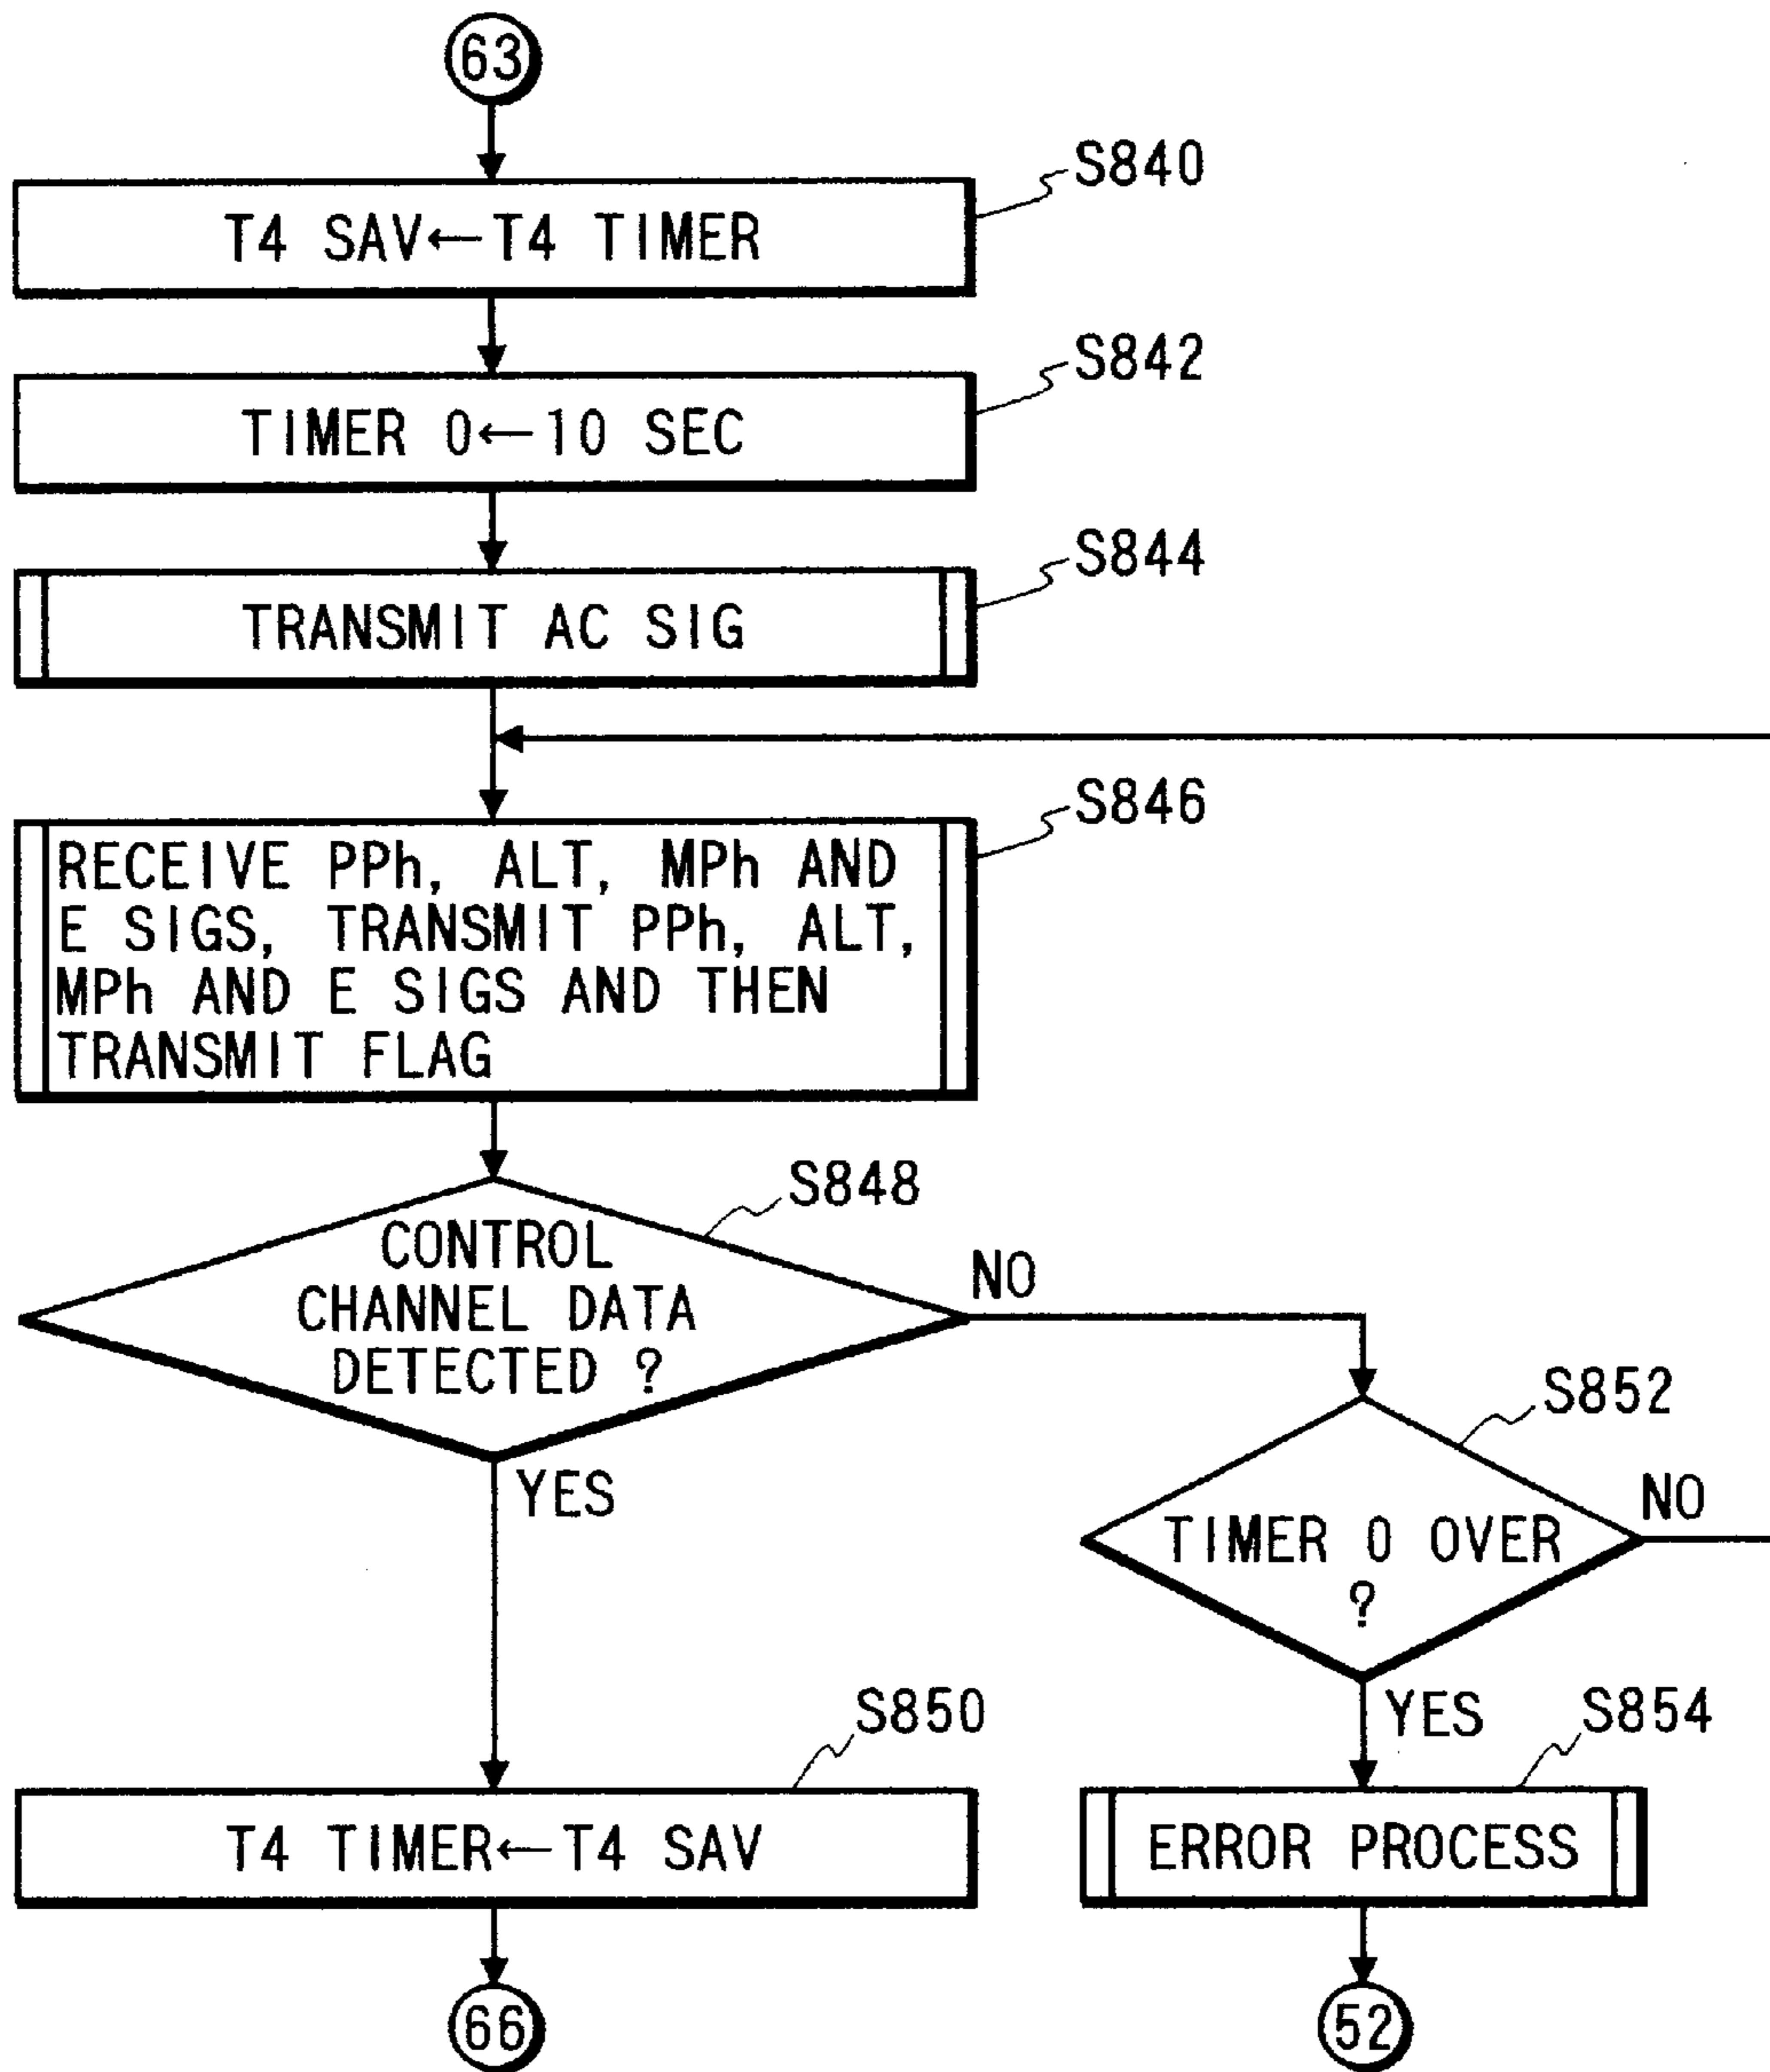 63
S840
T4 SAV←T4 TIMER
S842
TIMER 0←10 SEC
S844
TRANSMIT AC SIG
S846
RECEIVE PPh, ALT, MPh AND
E SIGS, TRANSMIT PPh, ALT,
MPh AND E SIGS AND THEN
TRANSMIT FLAG
S848
CONTROL
CHANNEL DATA
DETECTED ?
NO
YES
S852
TIMER 0 OVER
?
NO
YES
S850
T4 TIMER←T4 SAV
S854
ERROR PROCESS
66
52